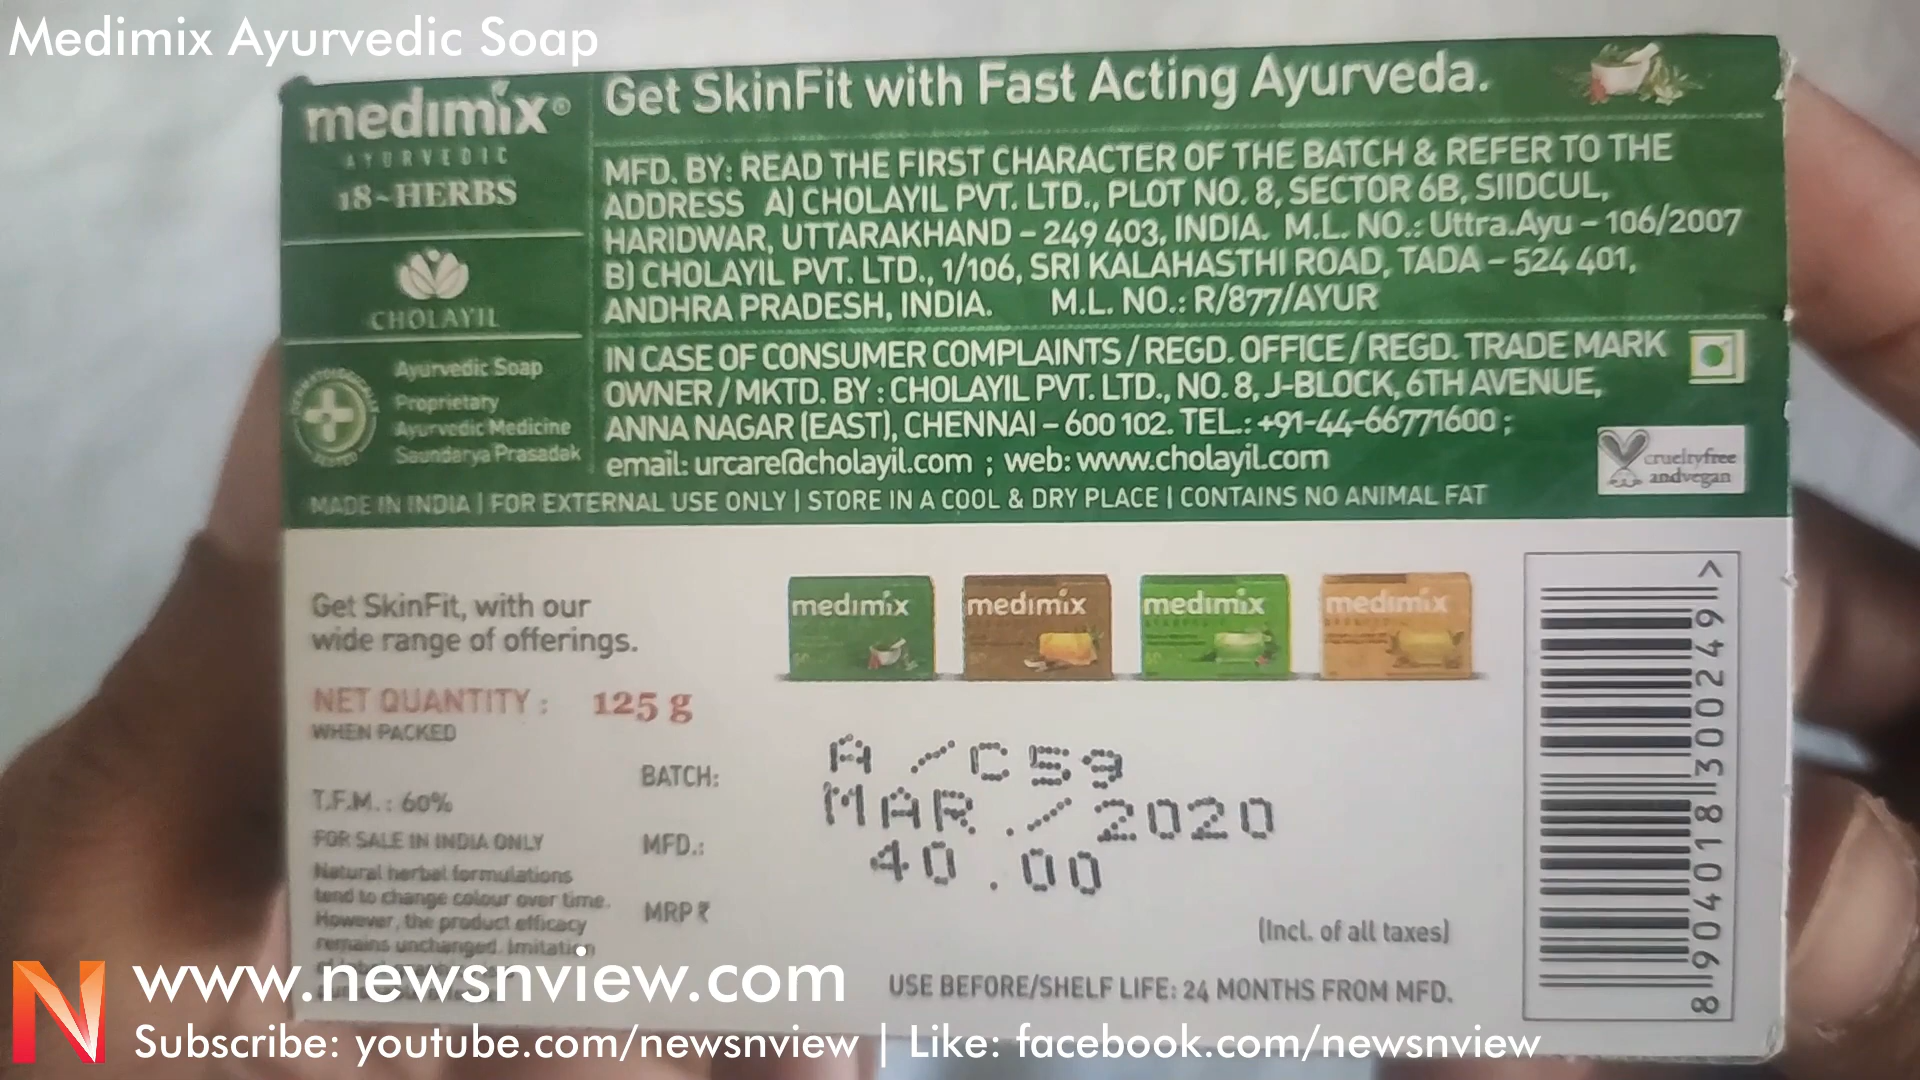 Medimix Ayurvedic Soap
medimix®
AYURVEDIC
18-HERBS
CHOLAYIL
DERMATOLOGICALLY
TESTED
Ayurvedic Soap
Proprietary
Ayurvedic Medicine
Saundarya Prasadak
Get SkinFit with Fast Acting Ayurveda.
MFD. BY: READ THE FIRST CHARACTER OF THE BATCH & REFER TO THE
ADDRESS A) CHOLAYIL PVT. LTD., PLOT NO. 8, SECTOR 6B, SIIDCUL,
HARIDWAR, UTTARAKHAND – 249 403, INDIA. M.L. NO.: Uttra.Ayu – 106/2007
B) CHOLAYIL PVT. LTD., 1/106, SRI KALAHASTHI ROAD, TADA – 524 401,
ANDHRA PRADESH, INDIA. M.L. NO.: R/877/AYUR
IN CASE OF CONSUMER COMPLAINTS / REGD. OFFICE / REGD. TRADE MARK
OWNER / MKTD. BY : CHOLAYIL PVT. LTD., NO. 8, J-BLOCK, 6TH AVENUE,
ANNA NAGAR (EAST), CHENNAI – 600 102. TEL.: +91-44-66771600 ;
email: urcare@cholayil.com ; web: www.cholayil.com
crueltyfree
andvegan
MADE IN INDIA | FOR EXTERNAL USE ONLY | STORE IN A COOL & DRY PLACE | CONTAINS NO ANIMAL FAT
Get SkinFit, with our
wide range of offerings.
medimix medimix medimix medimix
NET QUANTITY : 125 g
WHEN PACKED
T.F.M. : 60%
FOR SALE IN INDIA ONLY
Natural herbal formulations
tend to change colour over time.
However, the product efficacy
remains unchanged. Imitation
BATCH: A /C59
MFD.: MAR./2020
MRP ₹ 40.00
(Incl. of all taxes)
USE BEFORE/SHELF LIFE: 24 MONTHS FROM MFD.
8 904018 300249 >
N www.newsnview.com
Subscribe: youtube.com/newsnview | Like: facebook.com/newsnview